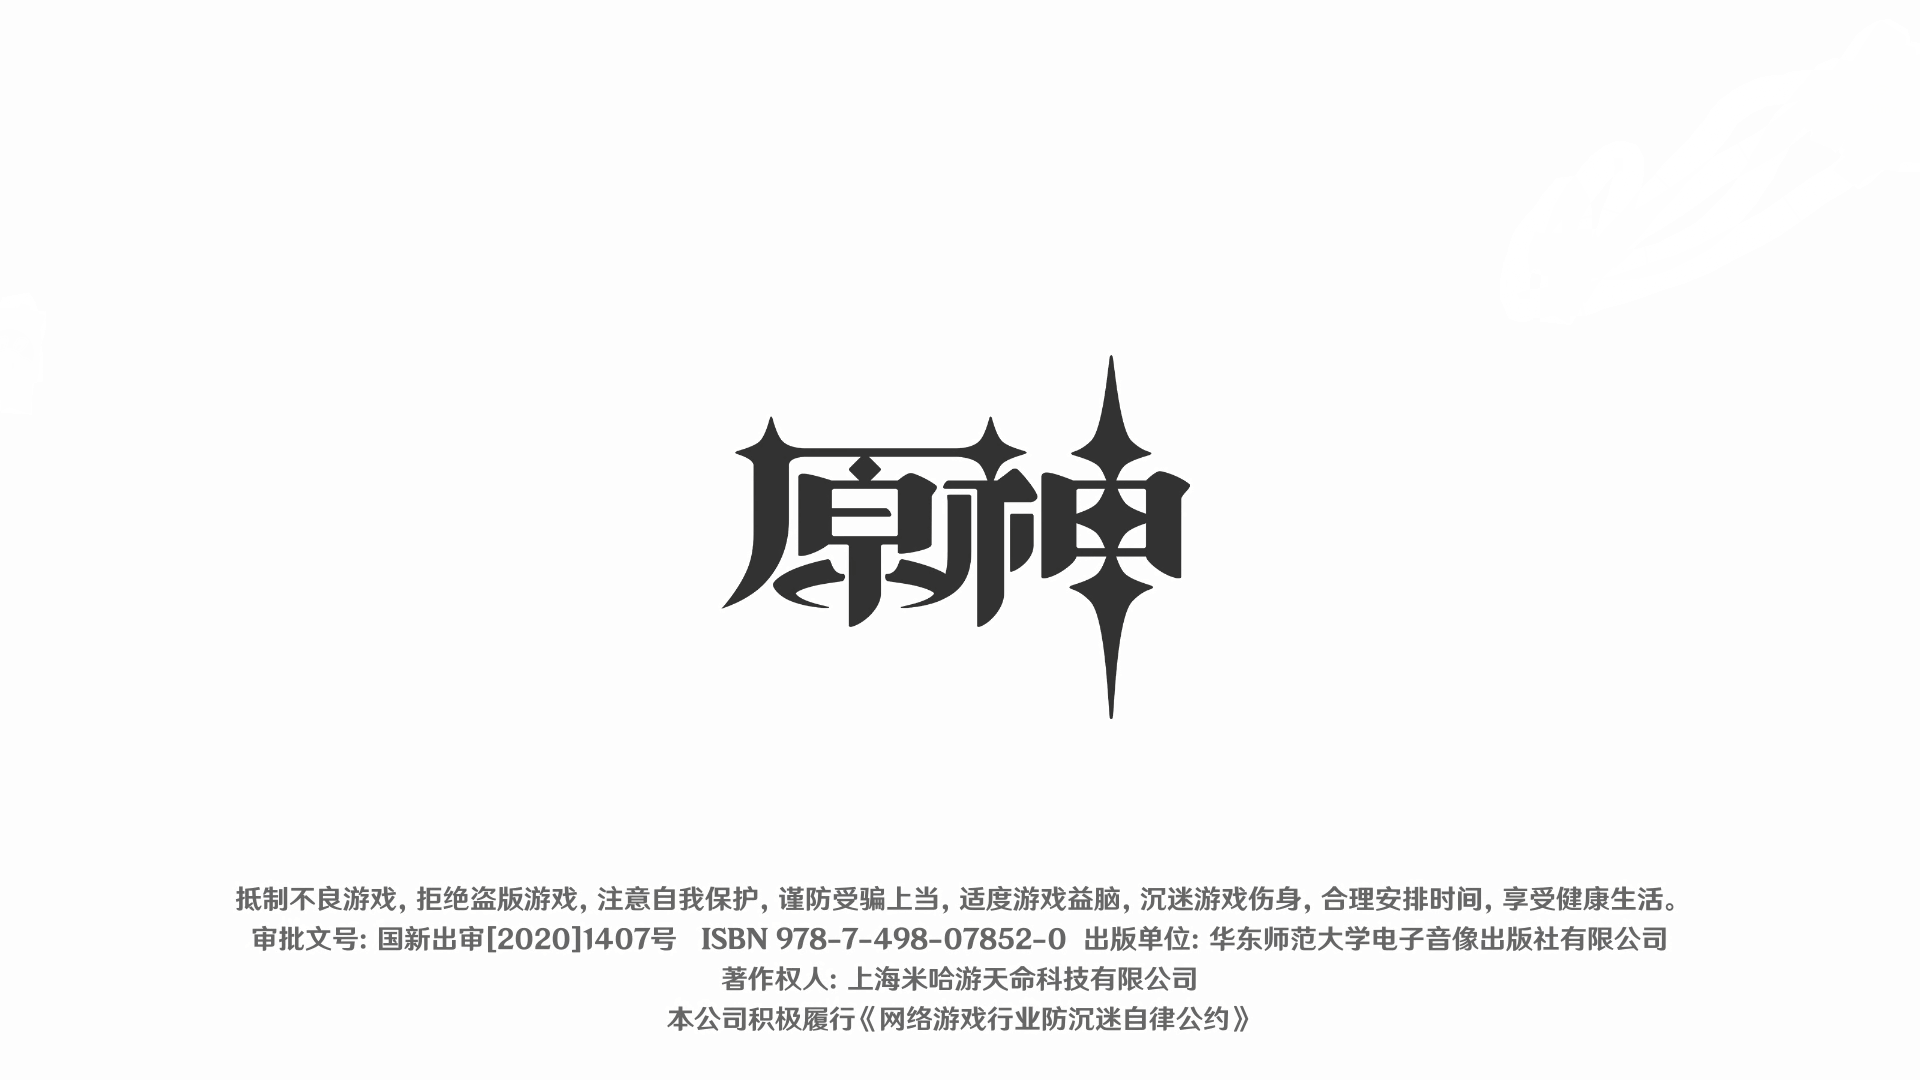 原神
抵制不良游戏，拒绝盗版游戏，注意自我保护，谨防受骗上当，适度游戏益脑，沉迷游戏伤身，合理安排时间，享受健康生活。
审批文号：国新出审[2020]1407号 ISBN 978-7-498-07852-0 出版单位：华东师范大学电子音像出版社有限公司
著作权人：上海米哈游天命科技有限公司
本公司积极履行《网络游戏行业防沉迷自律公约》